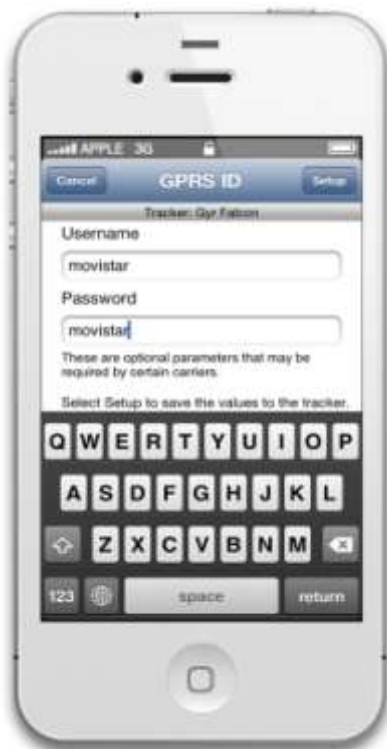 APPLE 3G
Cancel GPRS ID Setup
Tracker: Gyr Falcon
Username
movistar
Password
movistar
These are optional parameters that may be
required by certain carriers.
Select Setup to save the values to the tracker.
Q W E R T Y U I O P
A S D F G H J K L
Z X C V B N M
123 space return